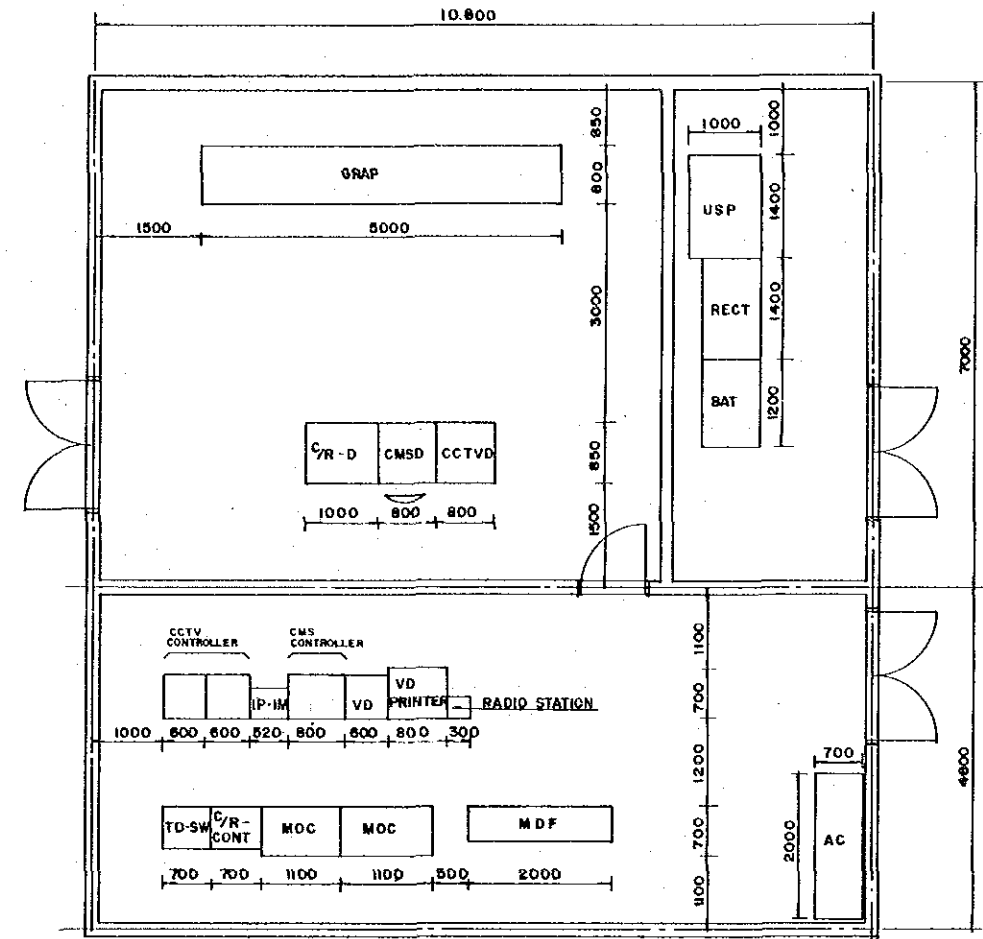 10.800
GRAP
1500
5000
850
800
3000
850
1500
1000
1000
USP
1400
RECT
1400
BAT
1200
7000
C/R-D
CMSD
CCTVD
1000
800
800
CCTV
CONTROLLER
CMS
CONTROLLER
IP-IM
VD
VD
PRINTER
RADIO STATION
1000
600
600
520
800
600
800
300
1100
700
1200
700
1100
4800
TD-SW
C/R-
CONT
MOC
MOC
MDF
700
700
1100
1100
500
2000
700
2000
AC